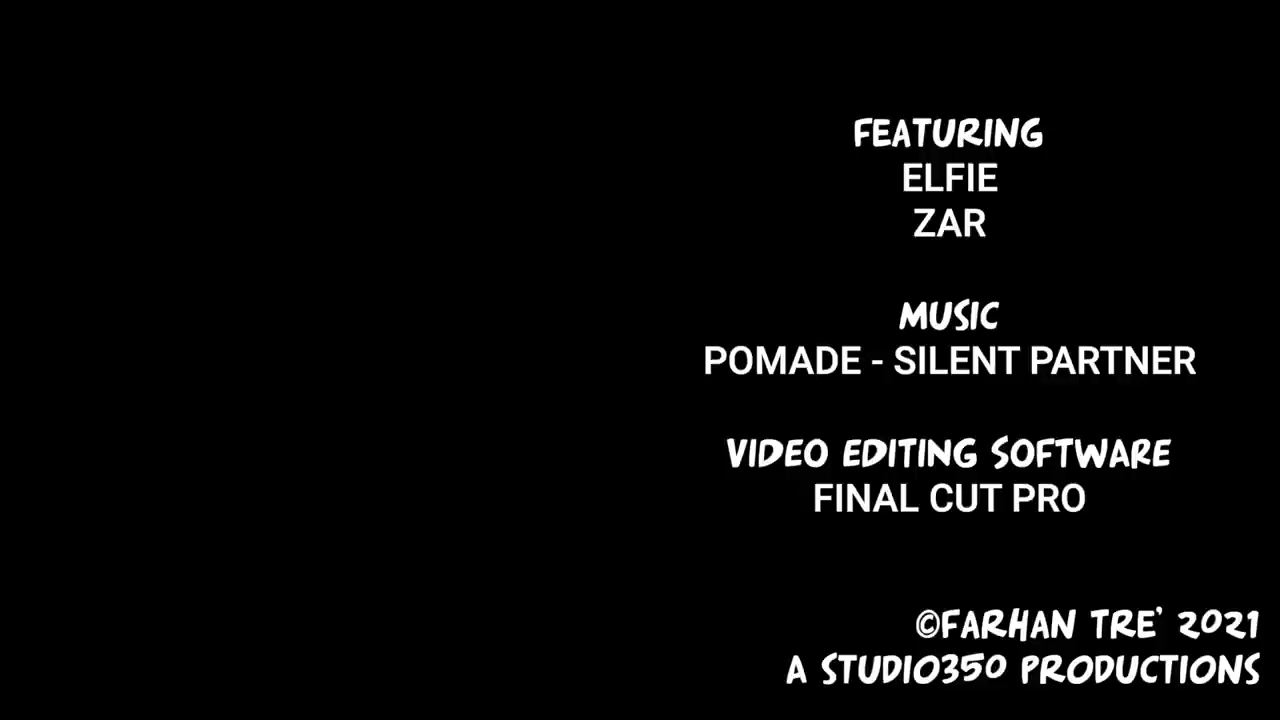 FEATURING
ELFIE
ZAR
MUSIC
POMADE - SILENT PARTNER
VIDEO EDITING SOFTWARE
FINAL CUT PRO
©FARHAN TRE' 2021
A STUDIO350 PRODUCTIONS